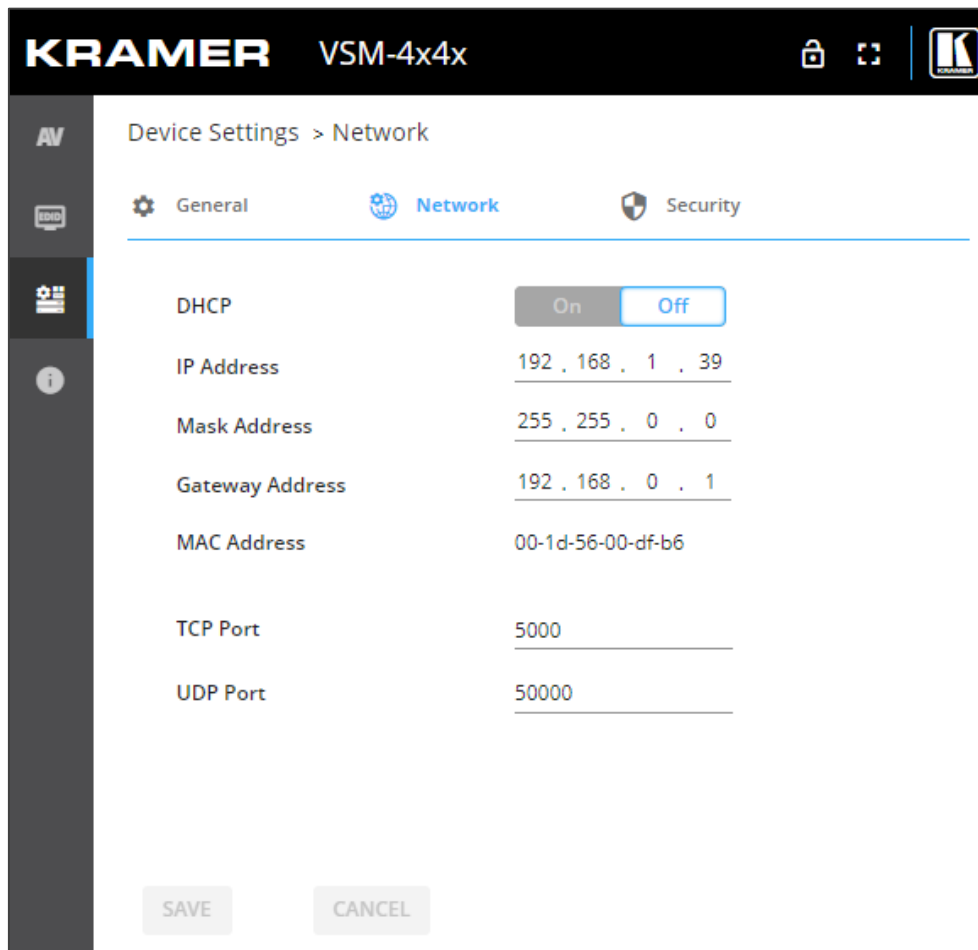 KRAMER VSM-4x4x
KRAMER
AV
Device Settings > Network
EDID
General Network Security
DHCP On Off
IP Address 192 . 168 . 1 . 39
Mask Address 255 . 255 . 0 . 0
Gateway Address 192 . 168 . 0 . 1
MAC Address 00-1d-56-00-df-b6
TCP Port 5000
UDP Port 50000
SAVE CANCEL